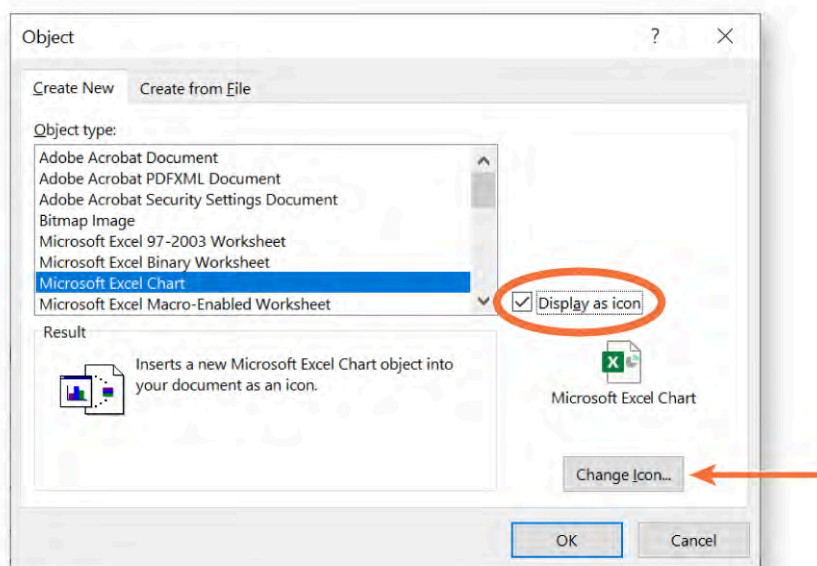 Object
?
Create New
Create from File
Object type:
Adobe Acrobat Document
Adobe Acrobat PDFXML Document
Adobe Acrobat Security Settings Document
Bitmap Image
Microsoft Excel 97-2003 Worksheet
Microsoft Excel Binary Worksheet
Microsoft Excel Chart
Microsoft Excel Macro-Enabled Worksheet
Display as icon
Result
Inserts a new Microsoft Excel Chart object into
your document as an icon.
X
Microsoft Excel Chart
Change Icon...
OK
Cancel